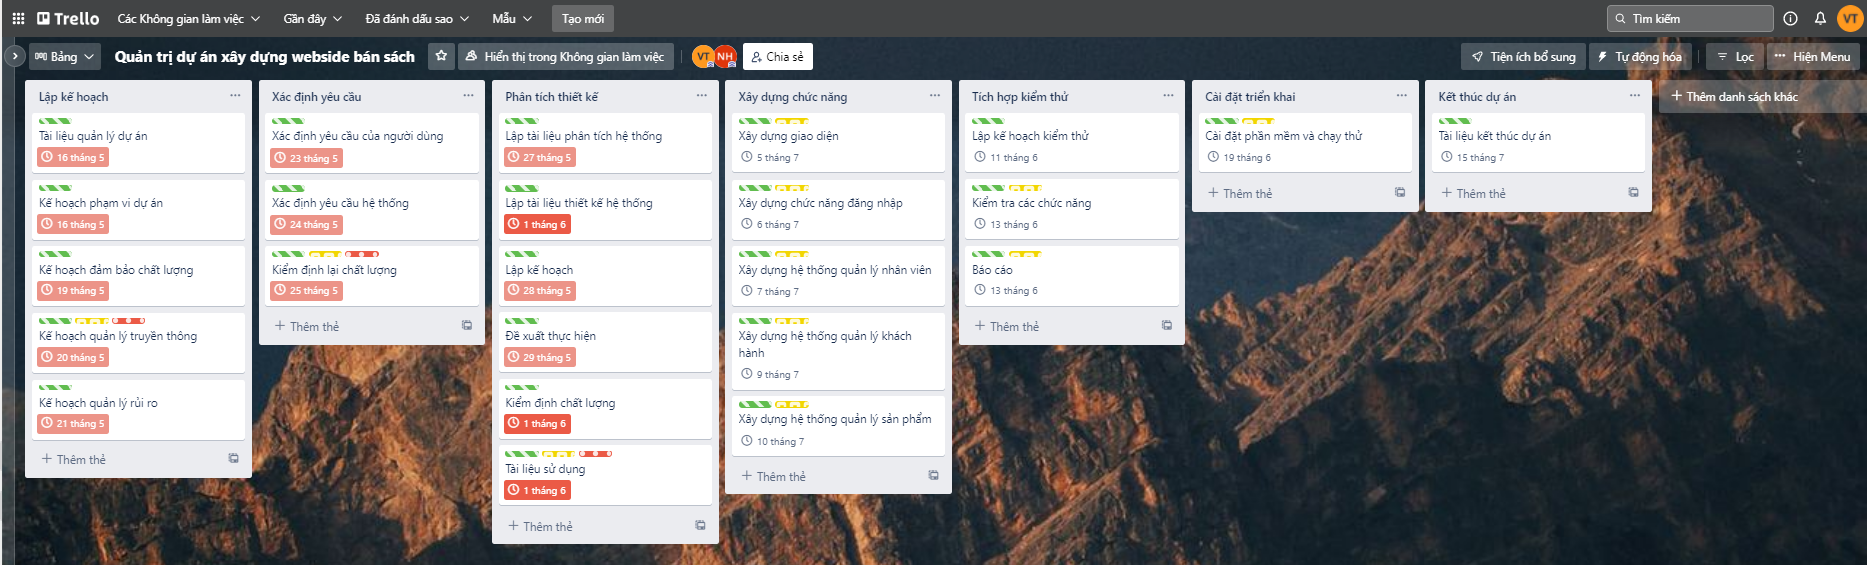 Trello
Các Không gian làm việc
Gần đây
Đã đánh dấu sao
Mẫu
Tạo mới
Tìm kiếm
VT
Bảng
Quản trị dự án xây dựng webside bán sách
Hiển thị trong Không gian làm việc
VT
NH
Chia sẻ
Tiện ích bổ sung
Tự động hóa
Lọc
Hiện Menu
Lập kế hoạch
Tài liệu quản lý dự án
16 tháng 5
Kế hoạch phạm vi dự án
16 tháng 5
Kế hoạch đảm bảo chất lượng
19 tháng 5
Kế hoạch quản lý truyền thông
20 tháng 5
Kế hoạch quản lý rủi ro
21 tháng 5
Thêm thẻ
Xác định yêu cầu
Xác định yêu cầu của người dùng
23 tháng 5
Xác định yêu cầu hệ thống
24 tháng 5
Kiểm định lại chất lượng
25 tháng 5
Thêm thẻ
Phân tích thiết kế
Lập tài liệu phân tích hệ thống
27 tháng 5
Lập tài liệu thiết kế hệ thống
1 tháng 6
Lập kế hoạch
28 tháng 5
Đề xuất thực hiện
29 tháng 5
Kiểm định chất lượng
1 tháng 6
Tài liệu sử dụng
1 tháng 6
Thêm thẻ
Xây dựng chức năng
Xây dựng giao diện
5 tháng 7
Xây dựng chức năng đăng nhập
6 tháng 7
Xây dựng hệ thống quản lý nhân viên
7 tháng 7
Xây dựng hệ thống quản lý khách
hành
9 tháng 7
Xây dựng hệ thống quản lý sản phẩm
10 tháng 7
Thêm thẻ
Tích hợp kiểm thử
Lập kế hoạch kiểm thử
11 tháng 6
Kiểm tra các chức năng
13 tháng 6
Báo cáo
13 tháng 6
Thêm thẻ
Cài đặt triển khai
Cài đặt phần mềm và chạy thử
19 tháng 6
Thêm thẻ
Kết thúc dự án
Tài liệu kết thúc dự án
15 tháng 7
Thêm thẻ
Thêm danh sách khác